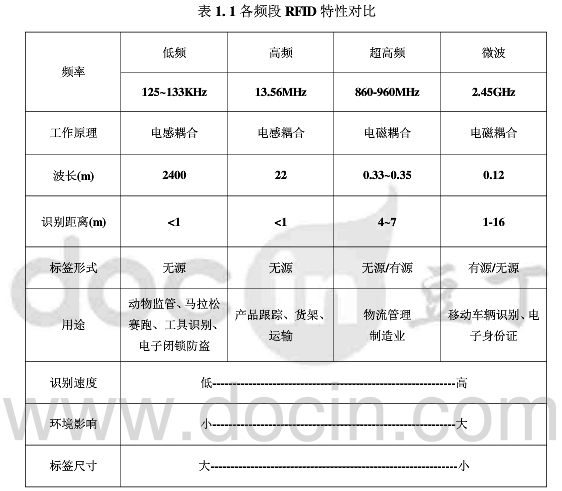 表 1. 1 各频段 RFID 特性对比
频率 低频 高频 超高频 微波
125~133KHz 13.56MHz 860-960MHz 2.45GHz
工作原理 电感耦合 电感耦合 电磁耦合 电磁耦合
波长(m) 2400 22 0.33~0.35 0.12
识别距离(m) <1 <1 4~7 1-16
标签形式 无源 无源 无源/有源 有源/无源
用途 动物监管、马拉松赛跑、工具识别、电子闭锁防盗 产品跟踪、货架、运输 物流管理制造业 移动车辆识别、电子身份证
识别速度 低--------------------------------------------------------高
环境影响 小--------------------------------------------------------大
标签尺寸 大--------------------------------------------------------小
docin 豆丁
www.docin.com